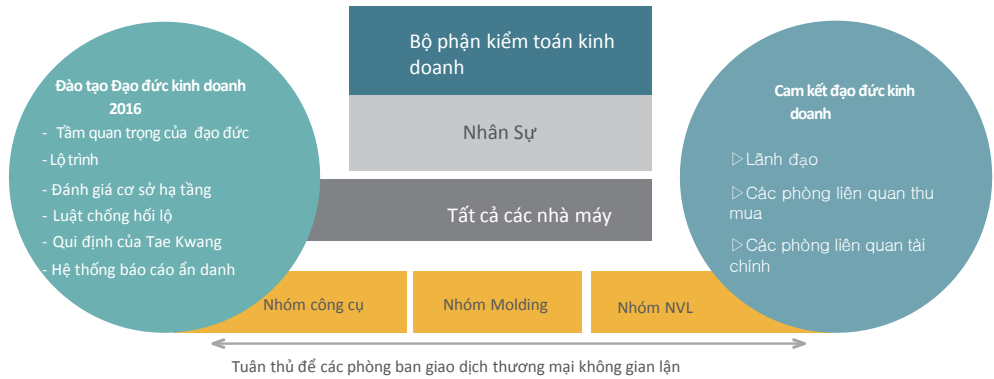 Đào tạo Đạo đức kinh doanh
2016
- Tầm quan trọng của đạo đức
- Lộ trình
- Đánh giá cơ sở hạ tầng
- Luật chống hối lộ
- Qui định của Tae Kwang
- Hệ thống báo cáo ẩn danh
Bộ phận kiểm toán kinh
doanh
Nhân Sự
Tất cả các nhà máy
Nhóm công cụ
Nhóm Molding
Nhóm NVL
Cam kết đạo đức kinh
doanh
▷Lãnh đạo
▷Các phòng liên quan thu
mua
▷Các phòng liên quan tài
chính
Tuân thủ để các phòng ban giao dịch thương mại không gian lận